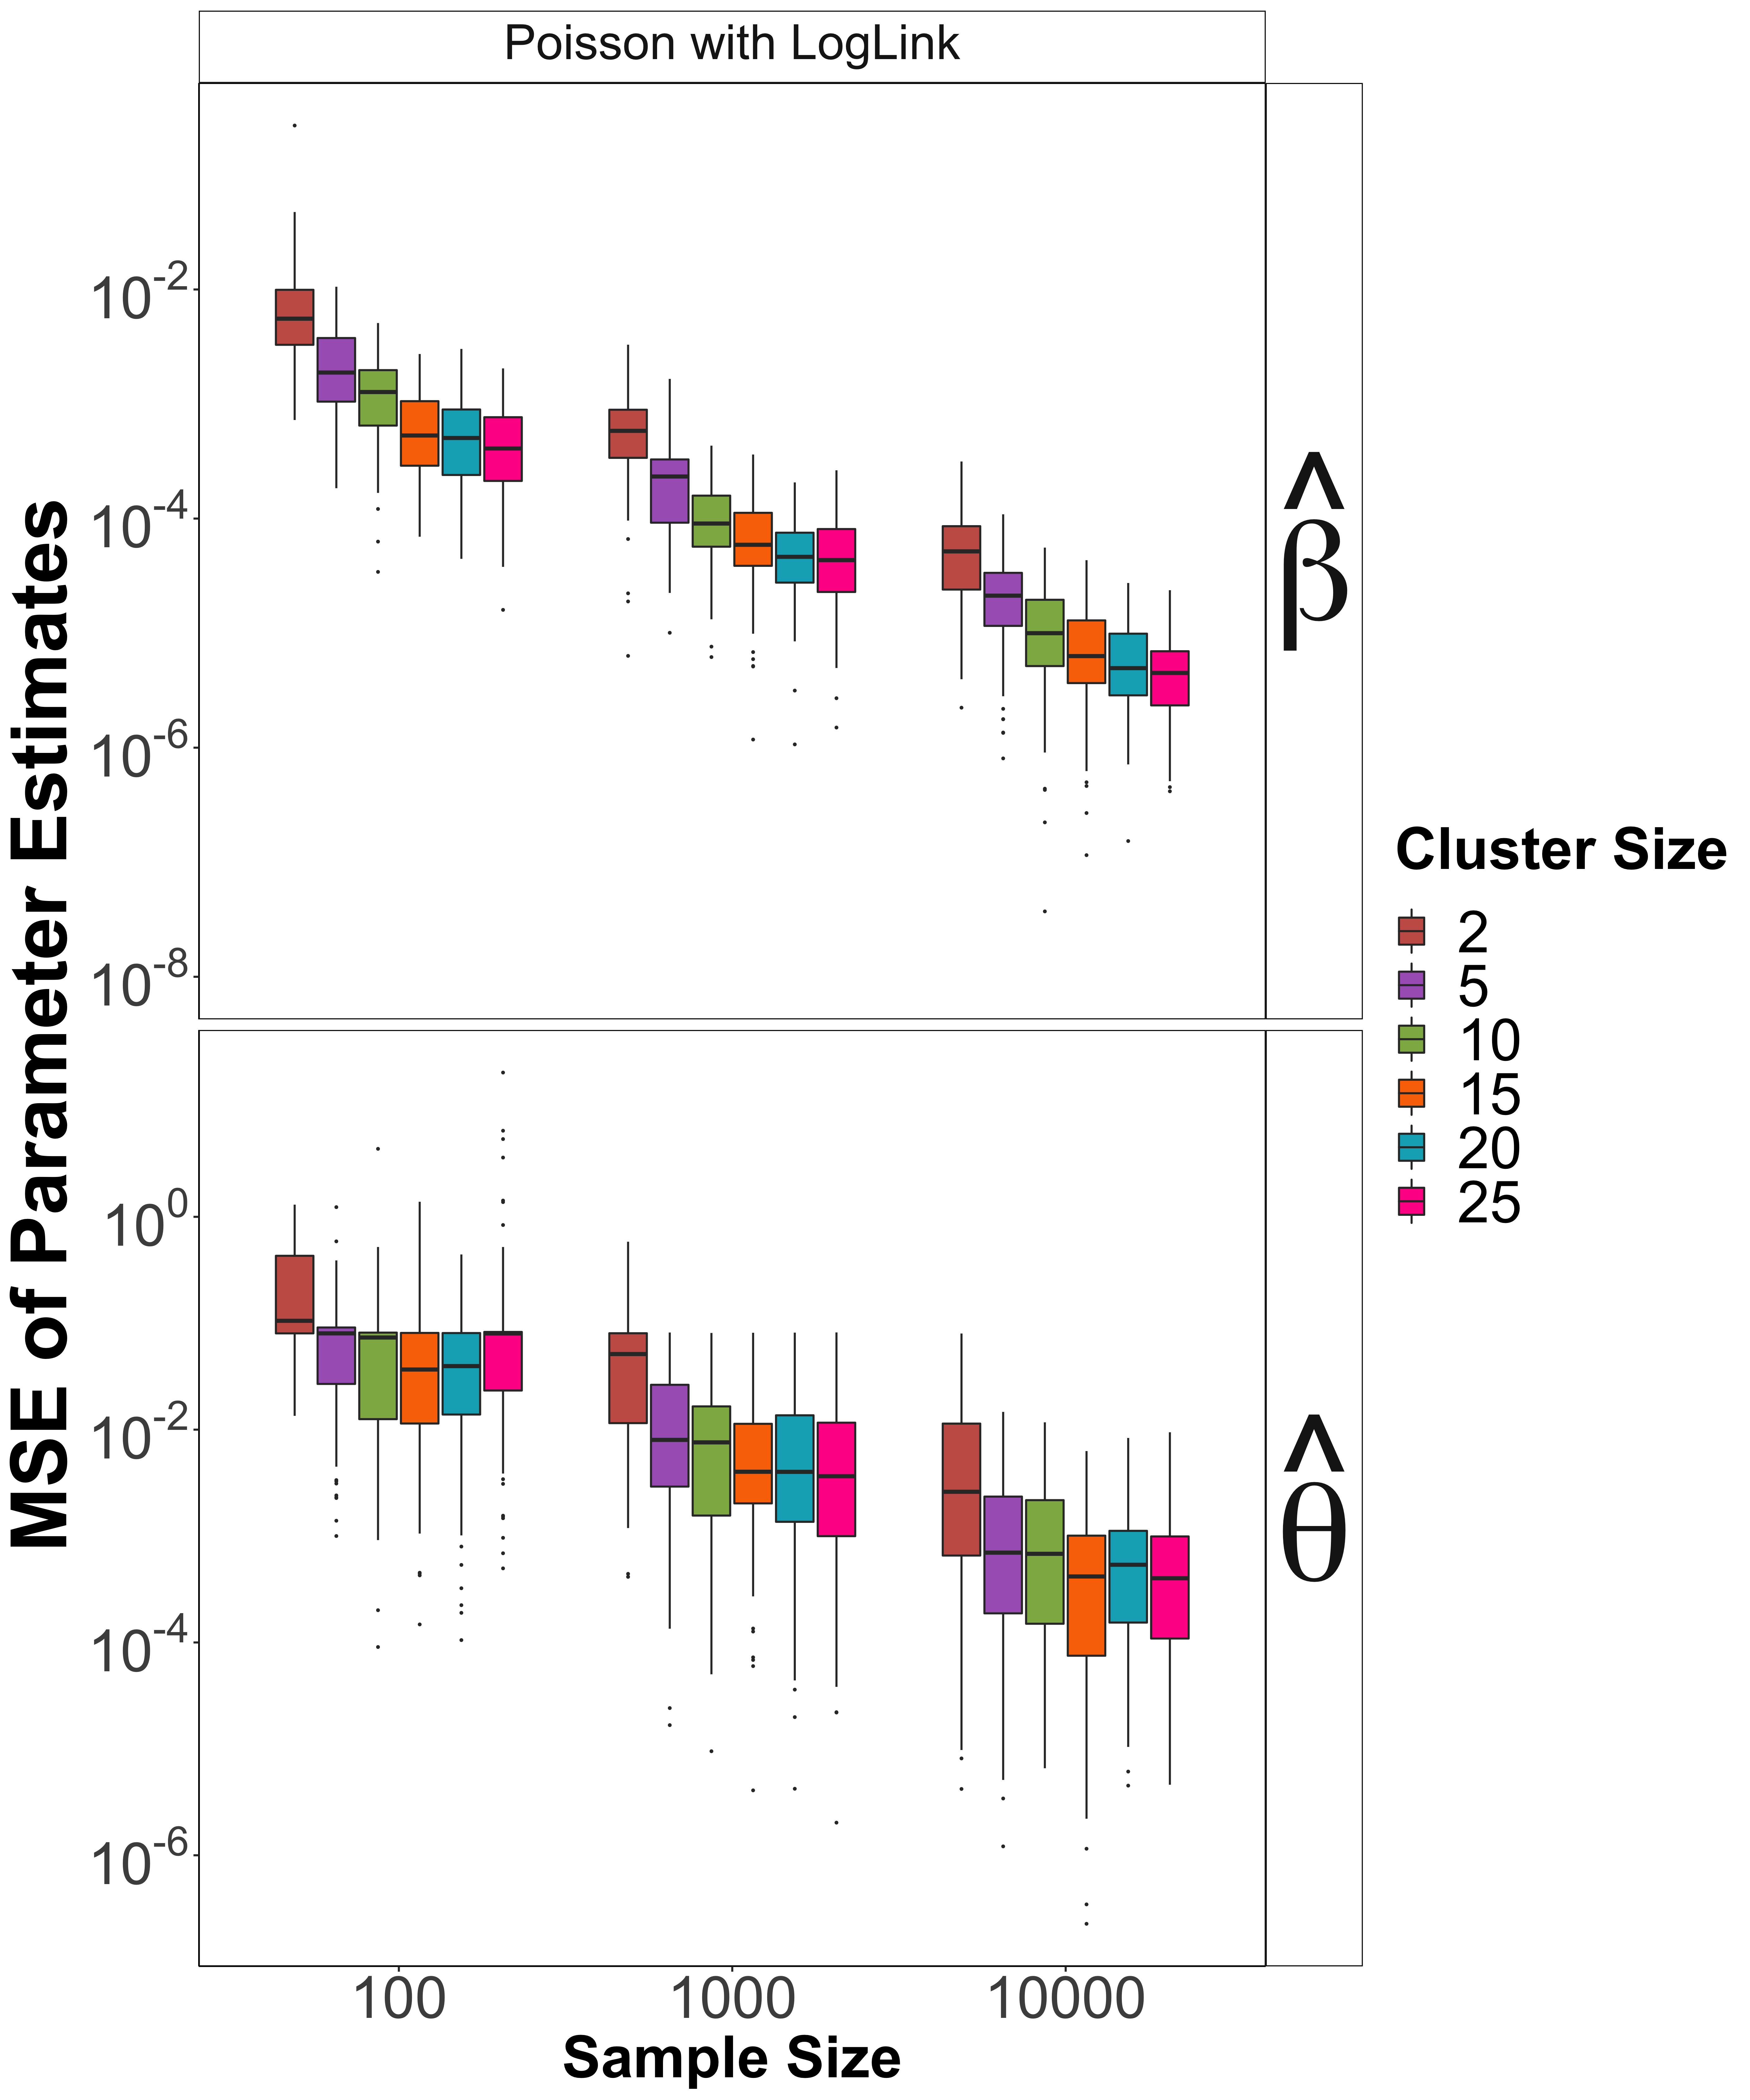 Poisson with LogLink
MSE of Parameter Estimates
10⁻²
10⁻⁴
10⁻⁶
10⁻⁸
β̂
10⁰
10⁻²
10⁻⁴
10⁻⁶
θ̂
100 1000 10000
Sample Size
Cluster Size
2
5
10
15
20
25